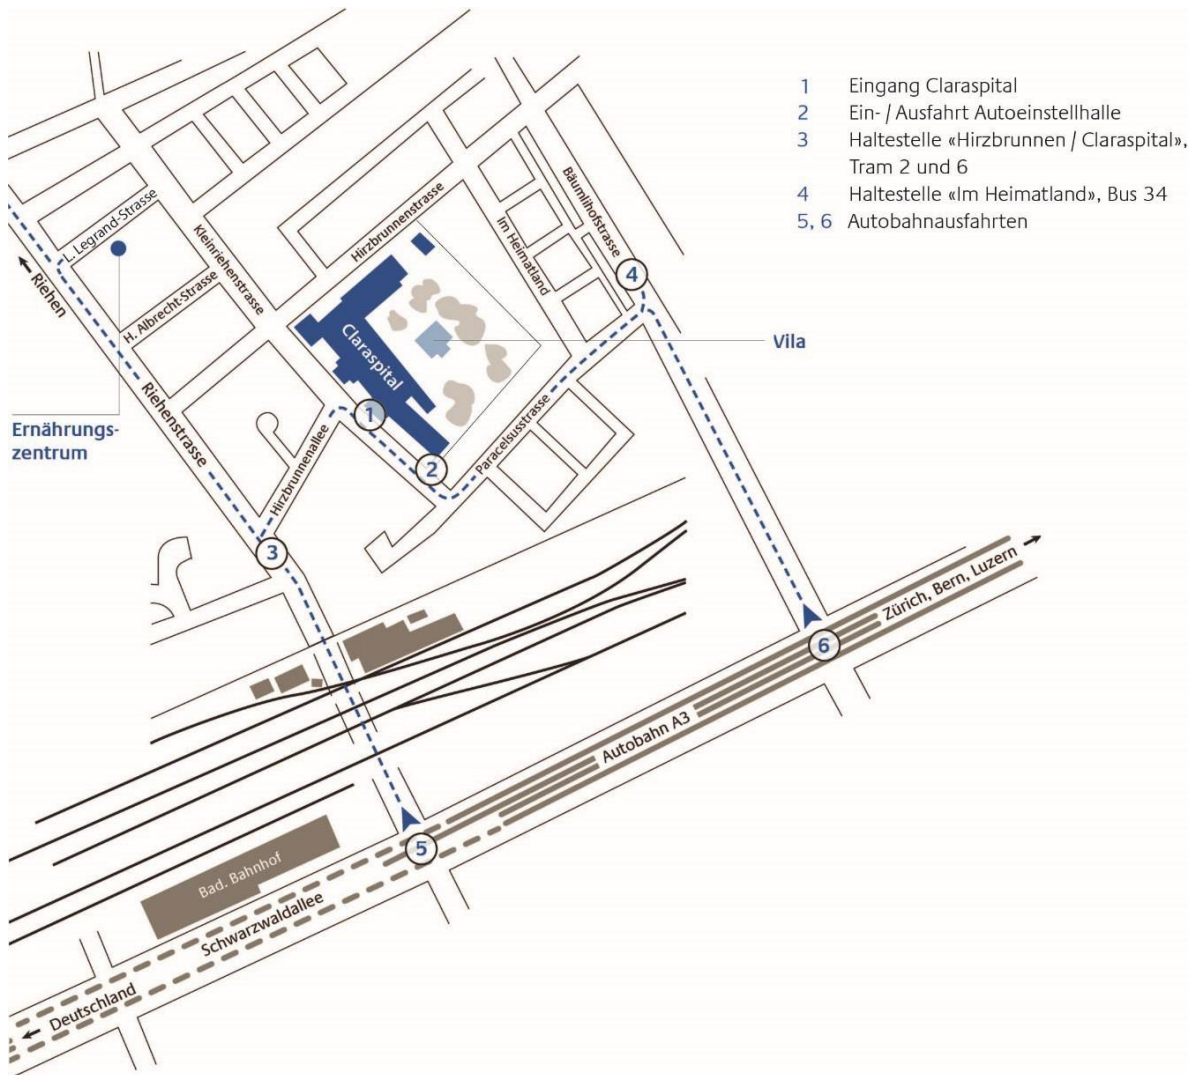 1 Eingang Claraspital
2 Ein- / Ausfahrt Autoeinstellhalle
3 Haltestelle «Hirzbrunnen / Claraspital»,
Tram 2 und 6
4 Haltestelle «Im Heimatland», Bus 34
5, 6 Autobahnausfahrten
L. Legrand-Strasse
Kleinriehenstrasse
Hirzbrunnenstrasse
Im Heimatland
Bäumlihofstrasse
Riehen
H. Albrecht-Strasse
4
Claraspital
Vila
Riehenstrasse
Ernährungs-
zentrum
1
Hirzbrunnenallee
2
Paracelsusstrasse
3
Zürich, Bern, Luzern
6
Autobahn A3
5
Bad. Bahnhof
Schwarzwaldallee
Deutschland